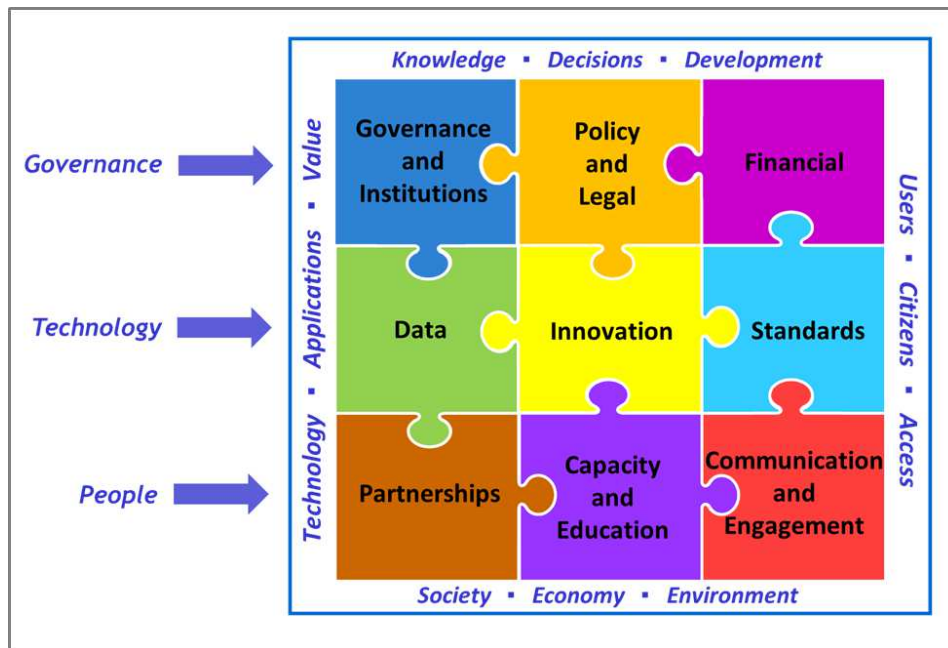 Knowledge ▪ Decisions ▪ Development
Governance
Governance
and
Institutions
Policy
and
Legal
Financial
Technology
Data
Innovation
Standards
People
Partnerships
Capacity
and
Education
Communication
and
Engagement
Technology ▪ Applications ▪ Value
Users ▪ Citizens ▪ Access
Society ▪ Economy ▪ Environment